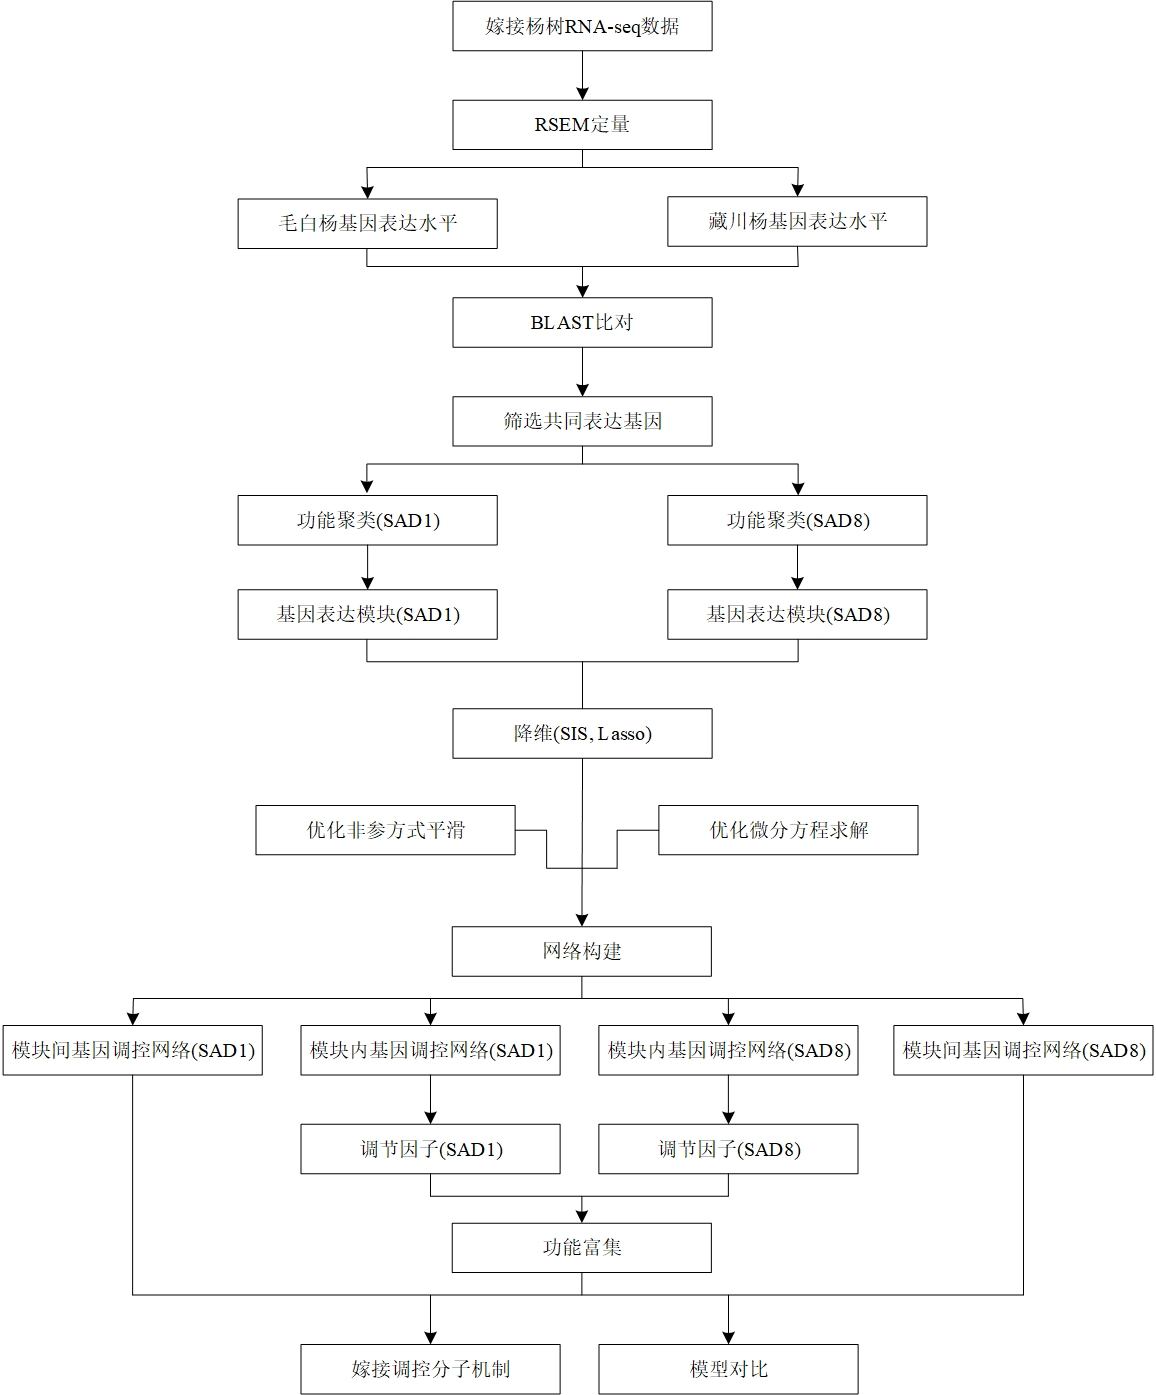 嫁接杨树RNA-seq数据
RSEM定量
毛白杨基因表达水平
藏川杨基因表达水平
BLAST比对
筛选共同表达基因
功能聚类(SAD1)
功能聚类(SAD8)
基因表达模块(SAD1)
基因表达模块(SAD8)
降维(SIS, Lasso)
优化非参方式平滑
优化微分方程求解
网络构建
模块间基因调控网络(SAD1)
模块内基因调控网络(SAD1)
模块内基因调控网络(SAD8)
模块间基因调控网络(SAD8)
调节因子(SAD1)
调节因子(SAD8)
功能富集
嫁接调控分子机制
模型对比